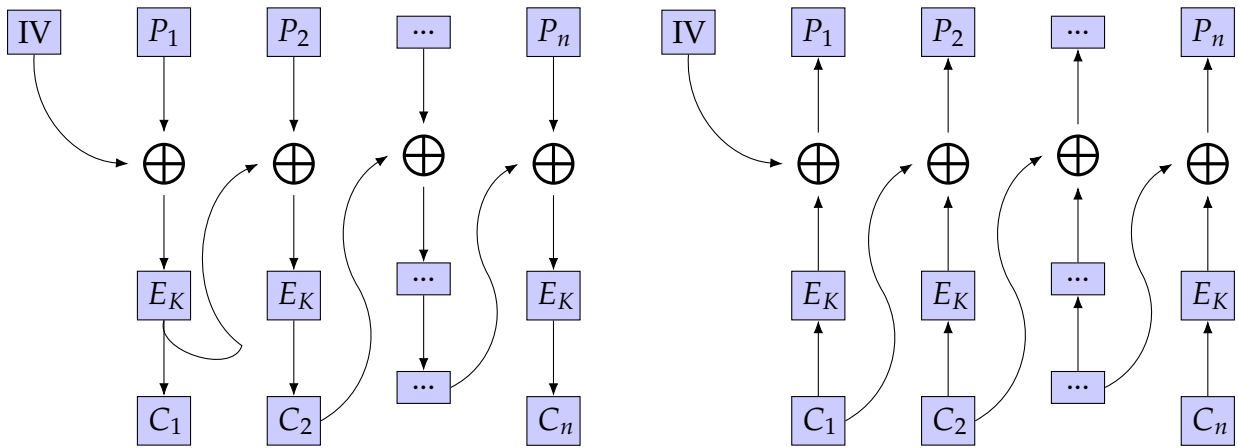 IV P₁ P₂ ... Pₙ IV P₁ P₂ ... Pₙ
E_K E_K ... E_K E_K E_K ... E_K
C₁ C₂ ... Cₙ C₁ C₂ ... Cₙ